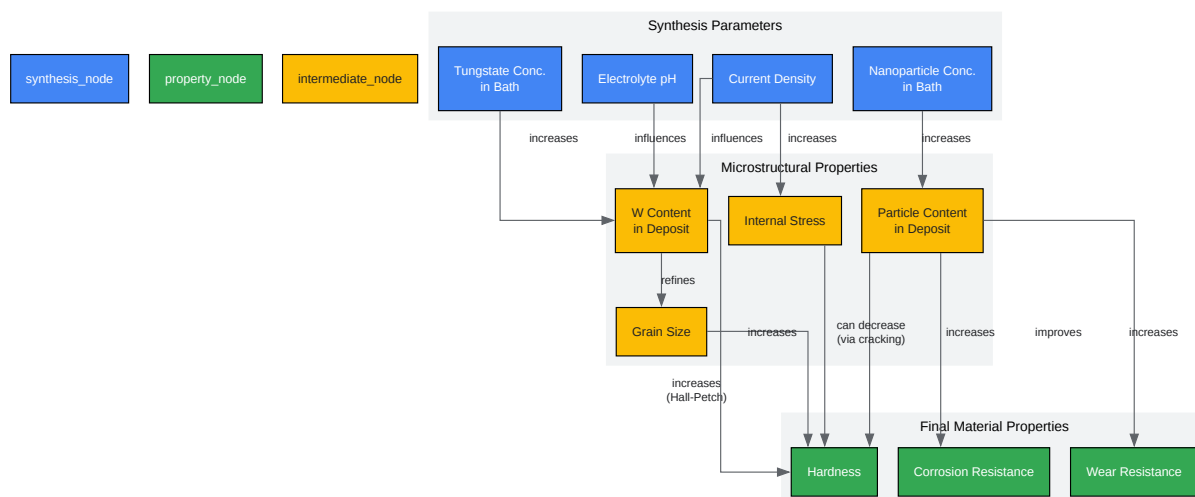 Synthesis Parameters
synthesis_node
property_node
intermediate_node
Tungstate Conc.
in Bath
Electrolyte pH
Current Density
Nanoparticle Conc.
in Bath
increases
influences
influences
increases
increases
Microstructural Properties
W Content
in Deposit
Internal Stress
Particle Content
in Deposit
refines
Grain Size
increases
can decrease
(via cracking)
increases
improves
increases
increases
(Hall-Petch)
Final Material Properties
Hardness
Corrosion Resistance
Wear Resistance